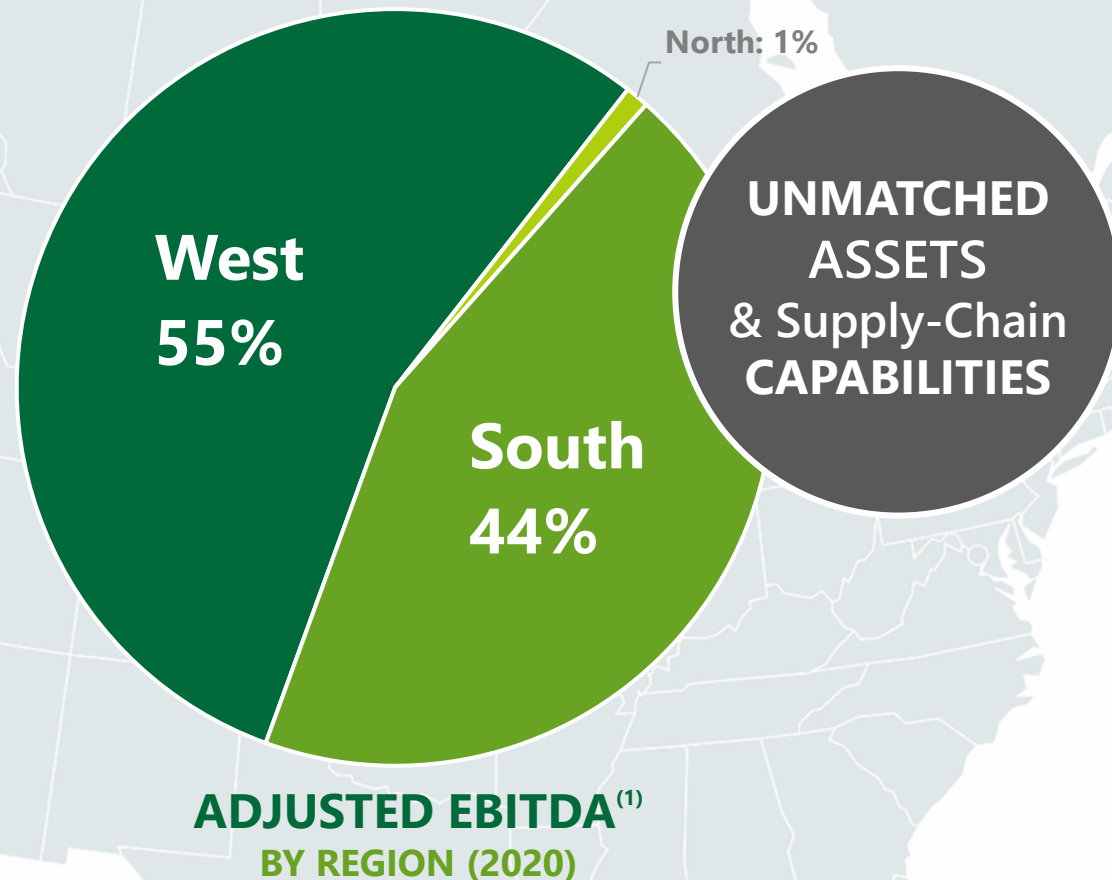 North: 1%
West
55%
UNMATCHED
ASSETS
& Supply-Chain
CAPABILITIES
South
44%
ADJUSTED EBITDA(1)
BY REGION (2020)